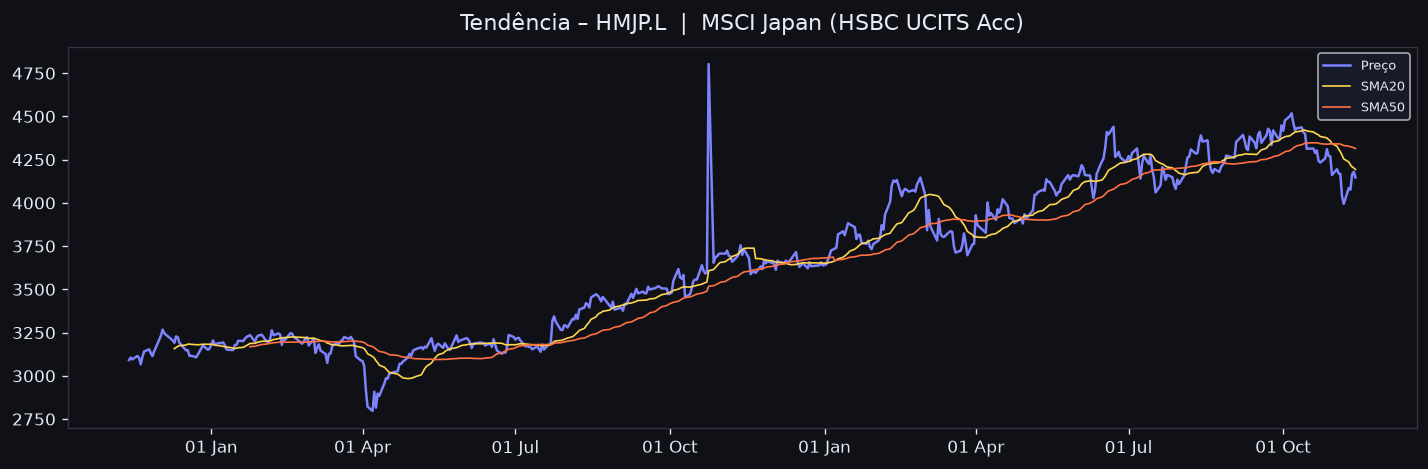 Tendência – HMJP.L | MSCI Japan (HSBC UCITS Acc)
Preço
SMA20
SMA50
4750
4500
4250
4000
3750
3500
3250
3000
2750
01 Jan 01 Apr 01 Jul 01 Oct 01 Jan 01 Apr 01 Jul 01 Oct